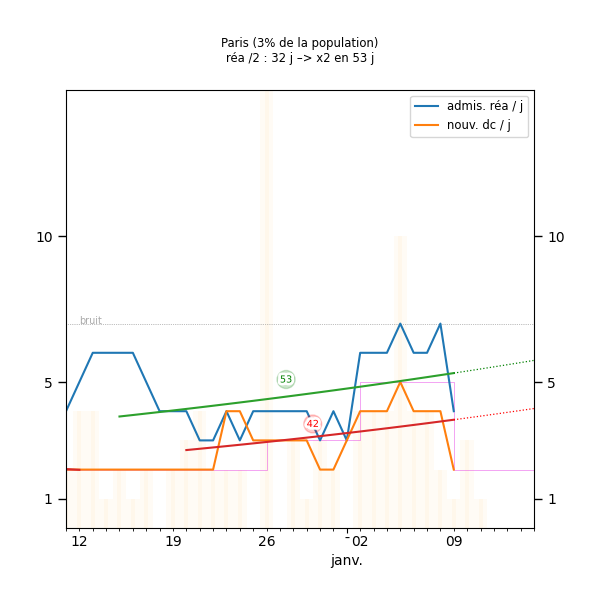 Paris (3% de la population)
réa /2 : 32 j –> x2 en 53 j
admis. réa / j
nouv. dc / j
10
10
bruit
53
5
5
42
1
1
12
19
26
02
09
janv.